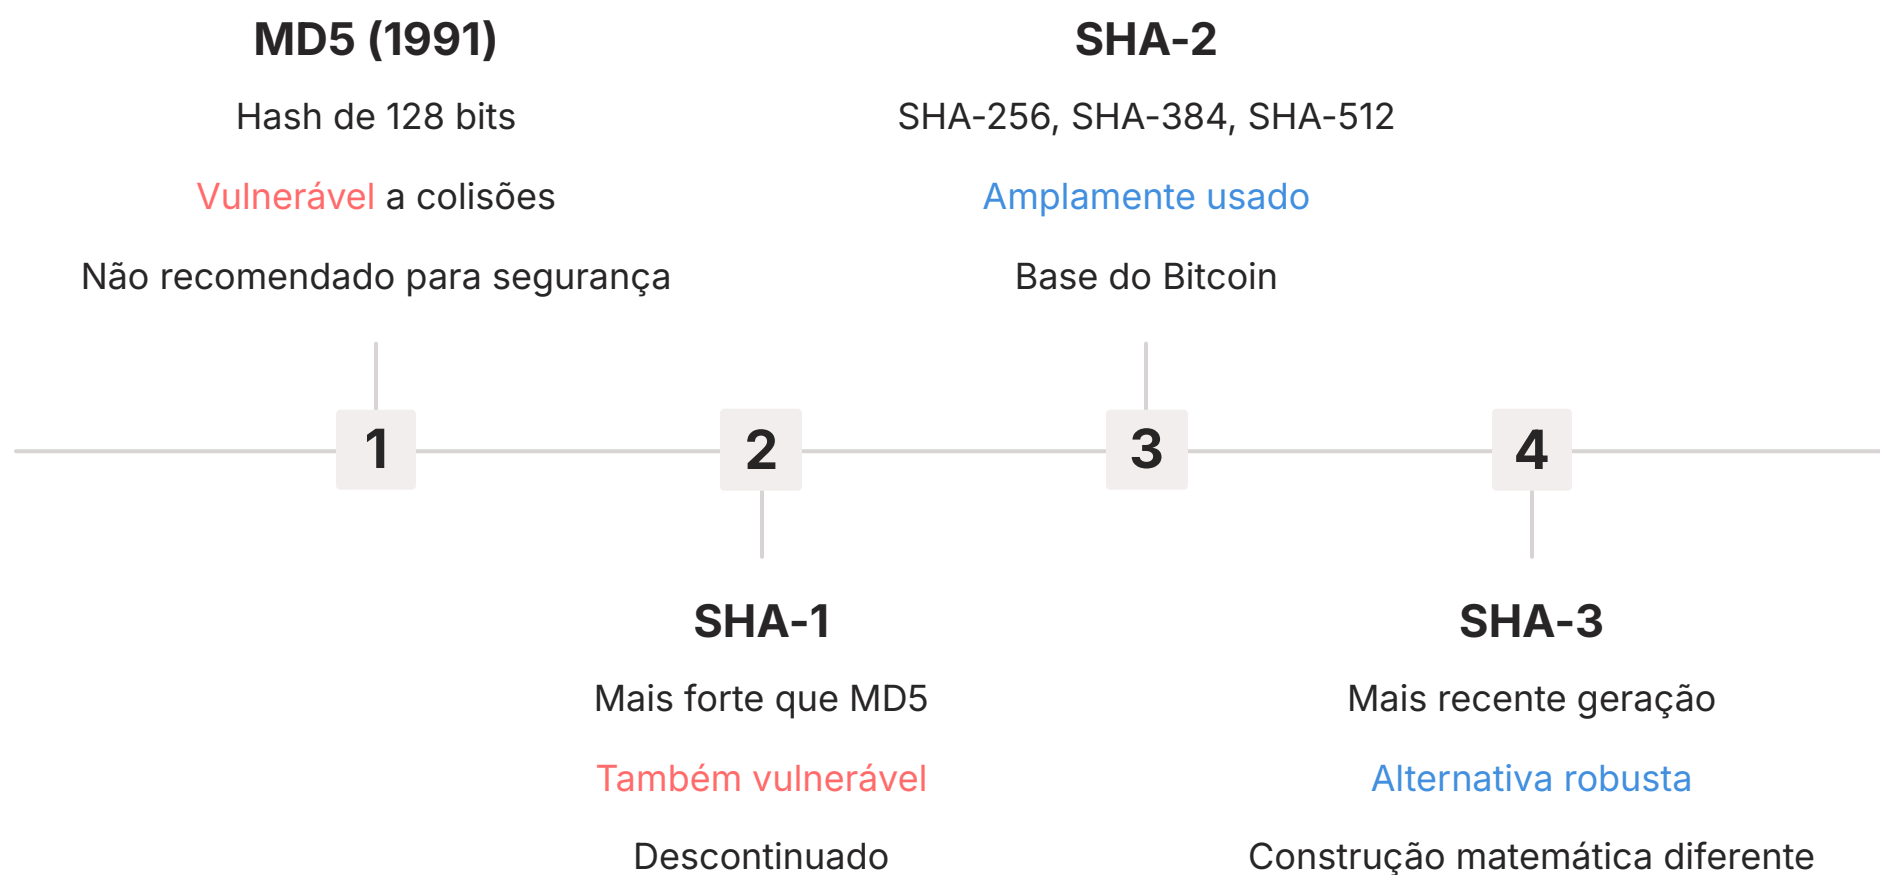 MD5 (1991)
Hash de 128 bits
Vulnerável a colisões
Não recomendado para segurança
SHA-2
SHA-256, SHA-384, SHA-512
Amplamente usado
Base do Bitcoin
1
2
3
4
SHA-1
Mais forte que MD5
Também vulnerável
Descontinuado
SHA-3
Mais recente geração
Alternativa robusta
Construção matemática diferente